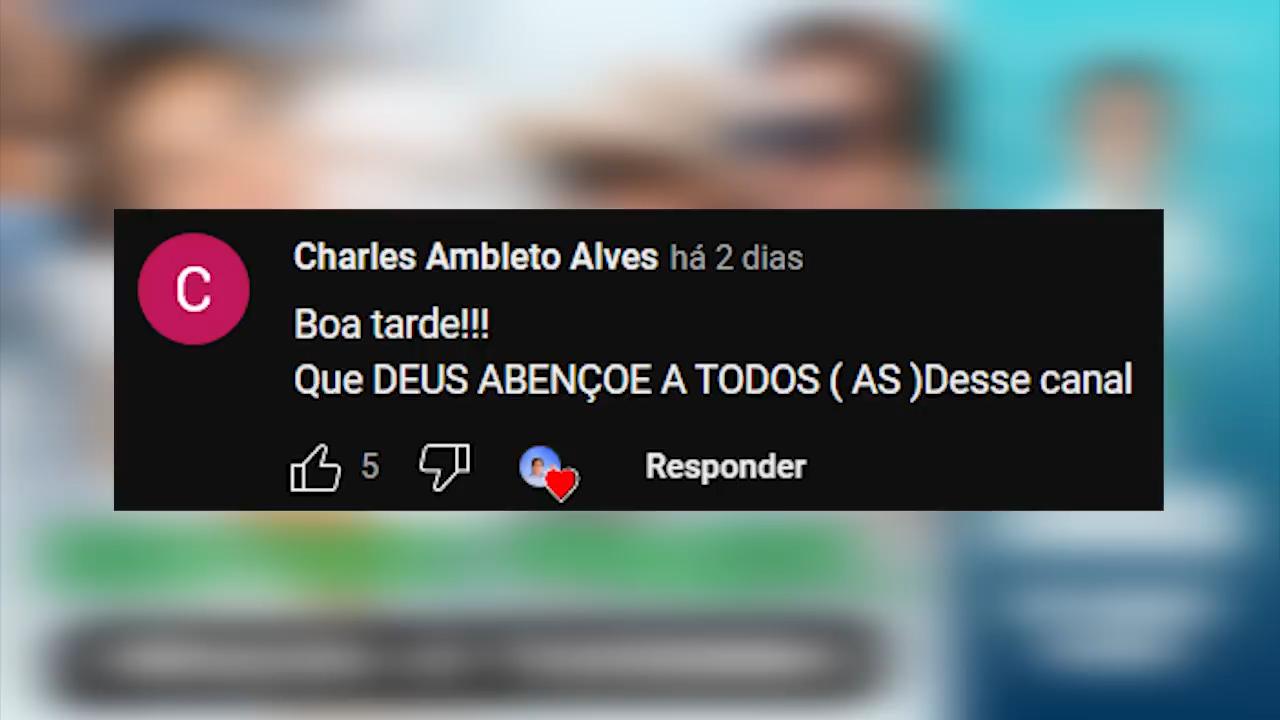 C
Charles Ambleto Alves há 2 dias
Boa tarde!!!
Que DEUS ABENÇOE A TODOS ( AS )Desse canal
5
Responder